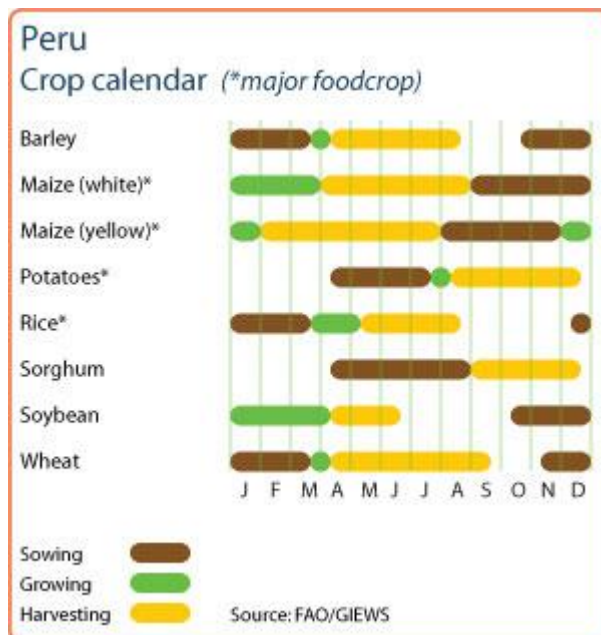 Peru
Crop calendar (*major foodcrop)
Barley
Maize (white)*
Maize (yellow)*
Potatoes*
Rice*
Sorghum
Soybean
Wheat
J F M A M J J A S O N D
Sowing
Growing
Harvesting
Source: FAO/GIEWS